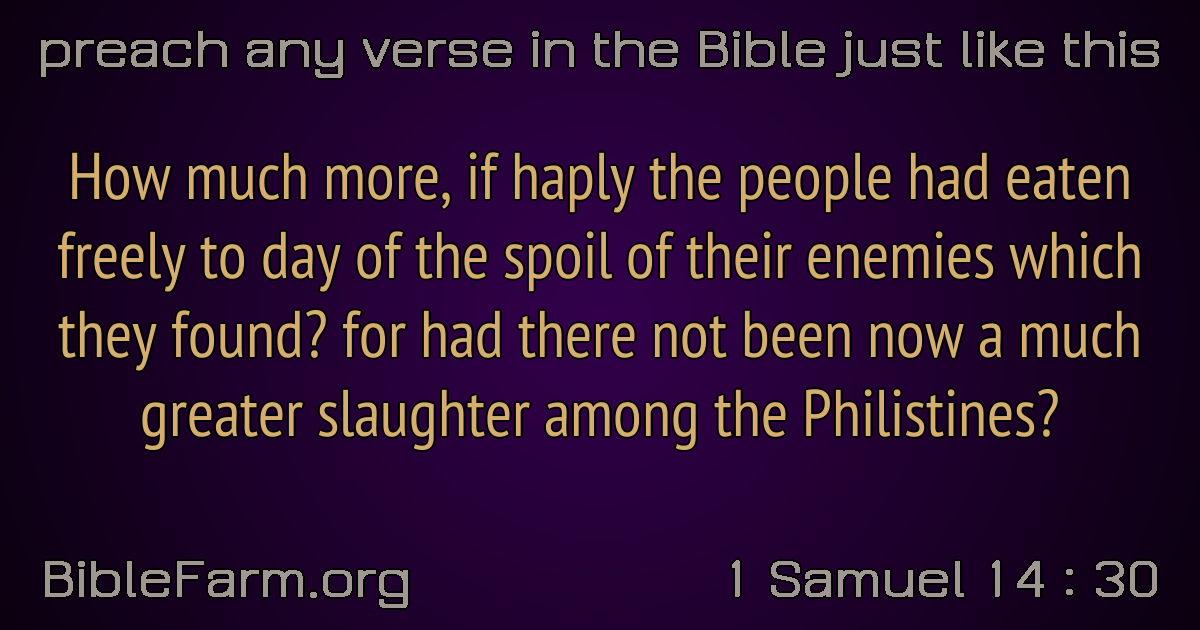 preach any verse in the Bible just like this
How much more, if haply the people had eaten
freely to day of the spoil of their enemies which
they found? for had there not been now a much
greater slaughter among the Philistines?
BibleFarm.org
1 Samuel 14 : 30